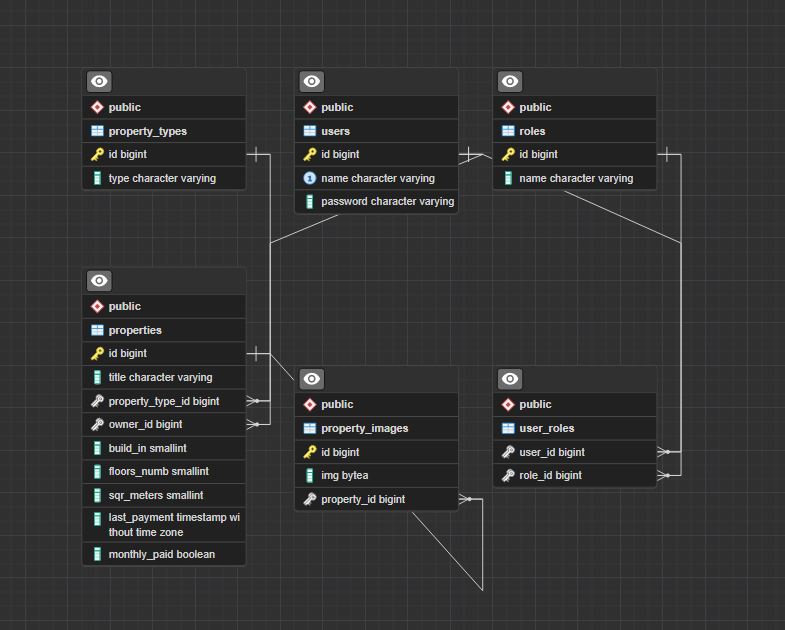 public
property_types
id bigint
type character varying
public
users
id bigint
1
name character varying
password character varying
public
roles
id bigint
name character varying
public
properties
id bigint
title character varying
property_type_id bigint
owner_id bigint
build_in smallint
floors_numb smallint
sqr_meters smallint
last_payment timestamp wi
thout time zone
monthly_paid boolean
public
property_images
id bigint
img bytea
property_id bigint
public
user_roles
user_id bigint
role_id bigint